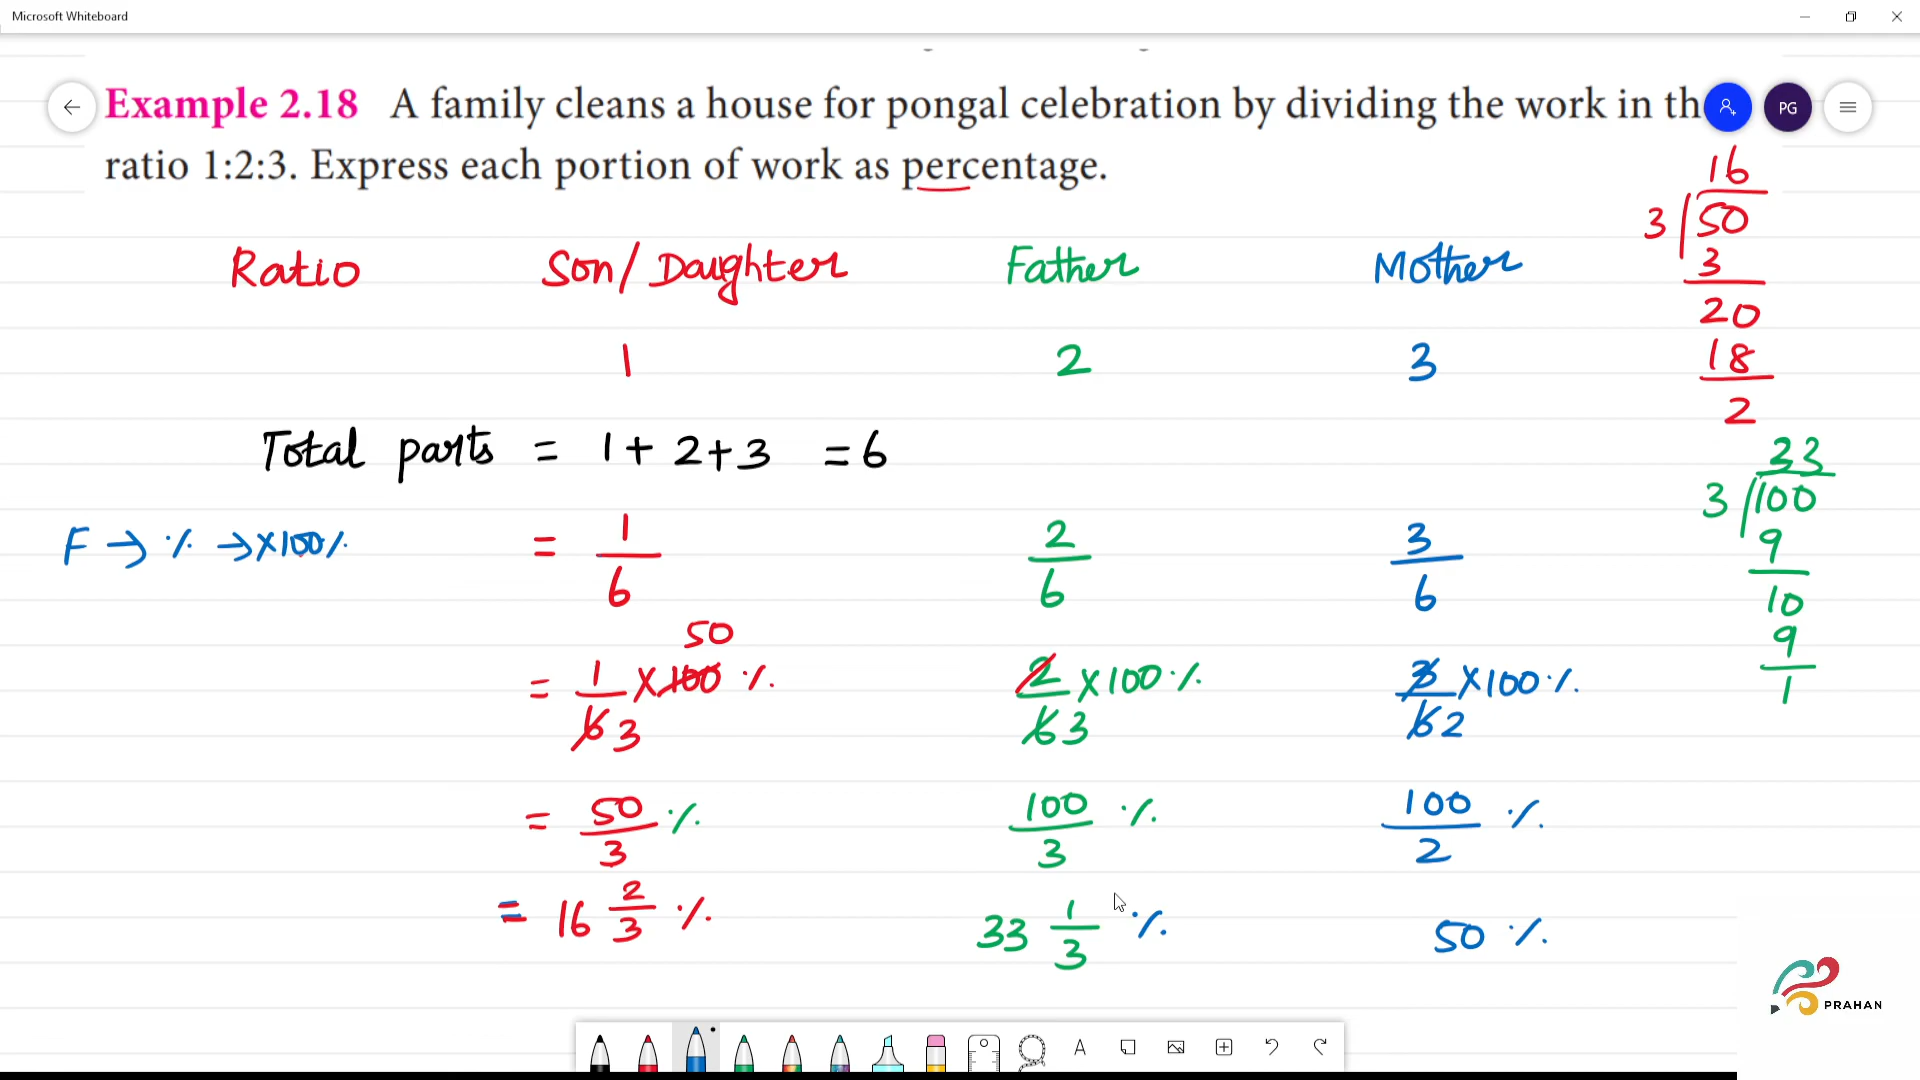 Microsoft Whiteboard
Example 2.18 A family cleans a house for pongal celebration by dividing the work in th
PG
ratio 1:2:3. Express each portion of work as percentage.
Ratio Son/Daughter Father Mother
1 2 3
Total parts = 1 + 2 + 3 = 6
F → % → ×100% = 1/6 2/6 3/6
50
= 1/6 3 × 100 % 2/6 3 × 100 % 3/6 2 × 100 %
= 50/3 % 100/3 % 100/2 %
= 16 2/3 % 33 1/3 % 50 %
16
3 50
3
20
18
2
33
3 100
9
10
9
1
PRAHAN
A